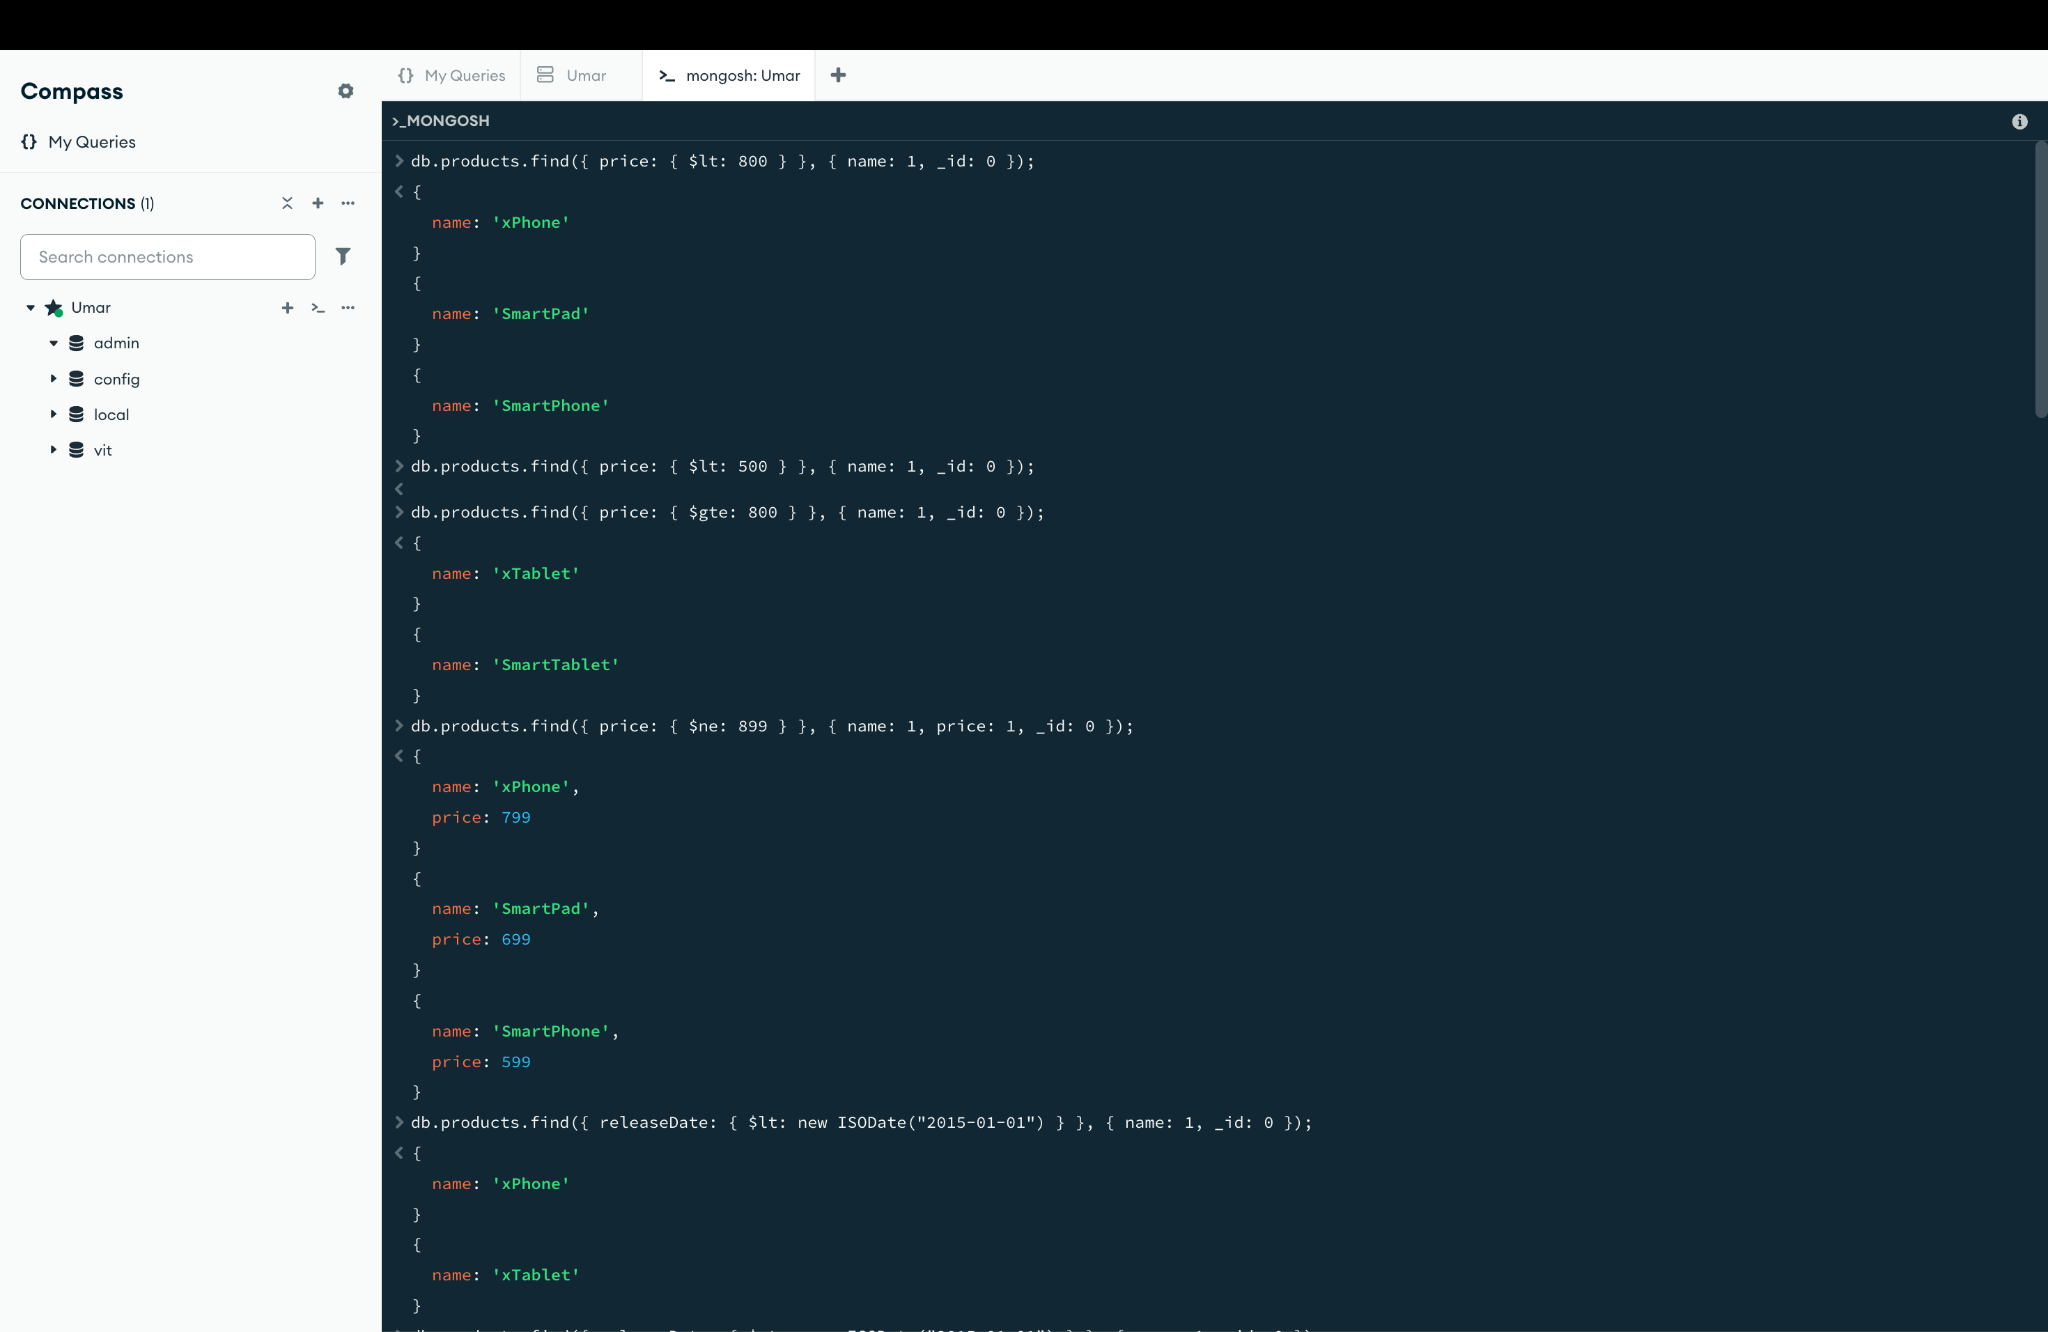 Compass
{} My Queries
CONNECTIONS (1)
Search connections
Umar
admin
config
local
vit
{} My Queries
Umar
>_ mongosh: Umar
>_MONGOSH
> db.products.find({ price: { $lt: 800 } }, { name: 1, _id: 0 });
< {
name: 'xPhone'
}
{
name: 'SmartPad'
}
{
name: 'SmartPhone'
}
> db.products.find({ price: { $lt: 500 } }, { name: 1, _id: 0 });
<
> db.products.find({ price: { $gte: 800 } }, { name: 1, _id: 0 });
< {
name: 'xTablet'
}
{
name: 'SmartTablet'
}
> db.products.find({ price: { $ne: 899 } }, { name: 1, price: 1, _id: 0 });
< {
name: 'xPhone',
price: 799
}
{
name: 'SmartPad',
price: 699
}
{
name: 'SmartPhone',
price: 599
}
> db.products.find({ releaseDate: { $lt: new ISODate("2015-01-01") } }, { name: 1, _id: 0 });
< {
name: 'xPhone'
}
{
name: 'xTablet'
}